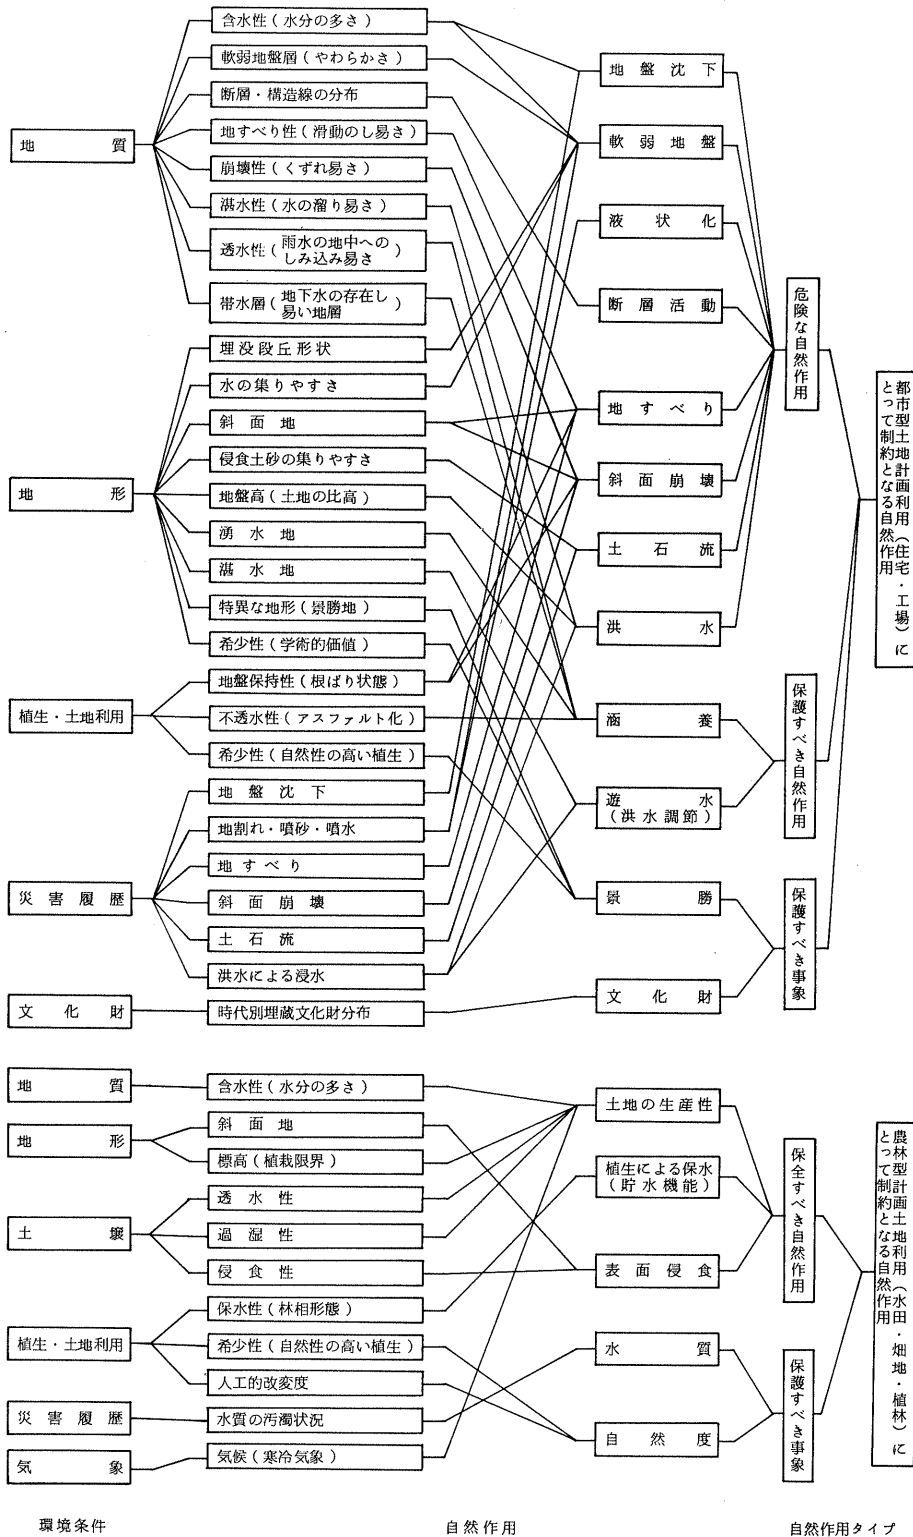 地質
含水性(水分の多さ)
軟弱地盤層(やわらかさ)
断層・構造線の分布
地すべり性(滑動のし易さ)
崩壊性(くずれ易さ)
湛水性(水の溜り易さ)
透水性(雨水の地中への
しみ込み易さ)
帯水層(地下水の存在し
易い地層)
地形
埋没段丘形状
水の集りやすさ
斜面地
侵食土砂の集りやすさ
地盤高(土地の比高)
湧水地
湛水地
特異な地形(景勝地)
希少性(学術的価値)
植生・土地利用
地盤保持性(根ばり状態)
不透水性(アスファルト化)
希少性(自然性の高い植生)
災害履歴
地盤沈下
地割れ・噴砂・噴水
地すべり
斜面崩壊
土石流
洪水による浸水
文化財
時代別埋蔵文化財分布
地盤沈下
軟弱地盤
液状化
断層活動
地すべり
斜面崩壊
土石流
洪水
涵養
遊水
(洪水調節)
景勝
文化財
危険な自然作用
保護すべき自然作用
保護すべき事象
都市型土地計画利用(住宅・工場)に
とって制約となる自然作用
地質
含水性(水分の多さ)
地形
斜面地
標高(植栽限界)
土壌
透水性
過湿性
侵食性
植生・土地利用
保水性(林相形態)
希少性(自然性の高い植生)
人工的改変度
災害履歴
水質の汚濁状況
気象
気候(寒冷気象)
土地の生産性
植生による保水
(貯水機能)
表面侵食
水質
自然度
保全すべき自然作用
保護すべき事象
農林型計画土地利用(水田・畑地・植林)に
とって制約となる自然作用
環境条件
自然作用
自然作用タイプ